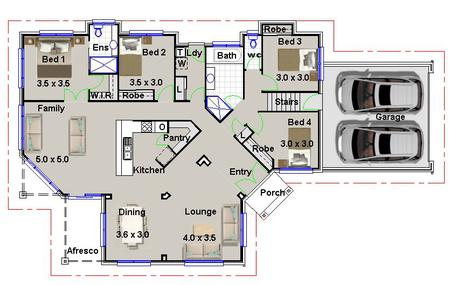 Robe
Bed 1
3.5 x 3.5
Ens
Bed 2
3.5 x 3.0
T
W
Ldy
L
Bath
w c
Bed 3
3.0 x 3.0
W.I.R.
Robe
Stairs
Garage
Family
5.0 x 5.0
O
Pantry
Kitchen
L
Bed 4
3.0 x 3.0
Robe
Entry
Porch
Dining
3.6 x 3.0
Lounge
4.0 x 3.5
Afresco